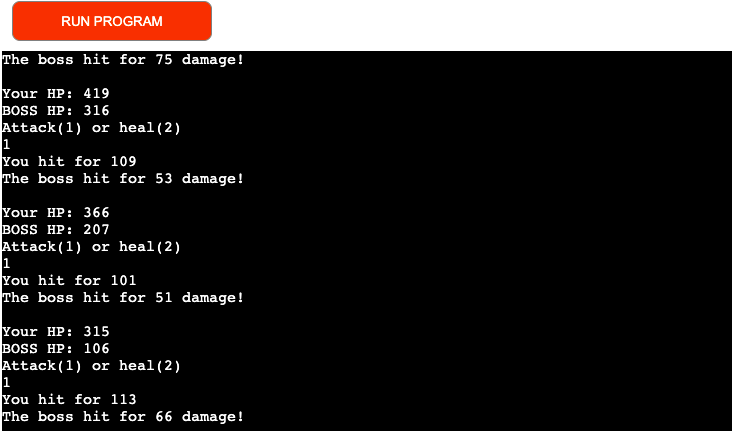 RUN PROGRAM
The boss hit for 75 damage!
Your HP: 419
BOSS HP: 316
Attack(1) or heal(2)
1
You hit for 109
The boss hit for 53 damage!
Your HP: 366
BOSS HP: 207
Attack(1) or heal(2)
1
You hit for 101
The boss hit for 51 damage!
Your HP: 315
BOSS HP: 106
Attack(1) or heal(2)
1
You hit for 113
The boss hit for 66 damage!